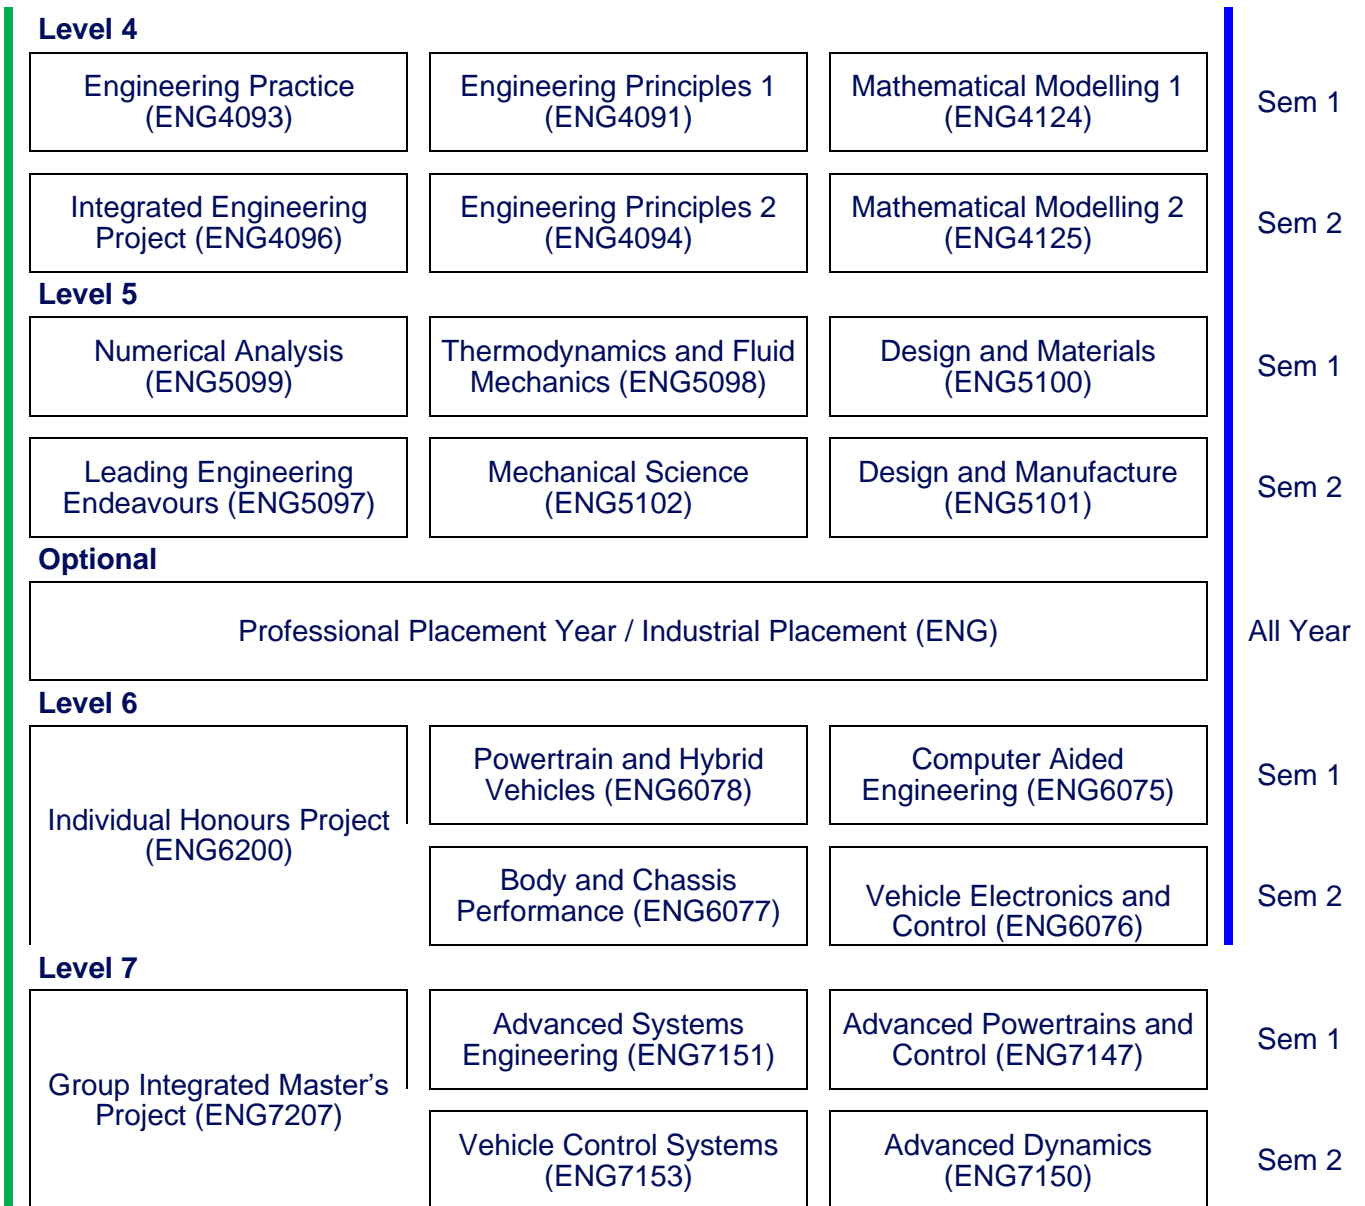 Level 4
Engineering Practice
(ENG4093)
Engineering Principles 1
(ENG4091)
Mathematical Modelling 1
(ENG4124)
Sem 1
Integrated Engineering
Project (ENG4096)
Engineering Principles 2
(ENG4094)
Mathematical Modelling 2
(ENG4125)
Sem 2
Level 5
Numerical Analysis
(ENG5099)
Thermodynamics and Fluid
Mechanics (ENG5098)
Design and Materials
(ENG5100)
Sem 1
Leading Engineering
Endeavours (ENG5097)
Mechanical Science
(ENG5102)
Design and Manufacture
(ENG5101)
Sem 2
Optional
Professional Placement Year / Industrial Placement (ENG)
All Year
Level 6
Individual Honours Project
(ENG6200)
Powertrain and Hybrid
Vehicles (ENG6078)
Computer Aided
Engineering (ENG6075)
Sem 1
Body and Chassis
Performance (ENG6077)
Vehicle Electronics and
Control (ENG6076)
Sem 2
Level 7
Group Integrated Master’s
Project (ENG7207)
Advanced Systems
Engineering (ENG7151)
Advanced Powertrains and
Control (ENG7147)
Sem 1
Vehicle Control Systems
(ENG7153)
Advanced Dynamics
(ENG7150)
Sem 2